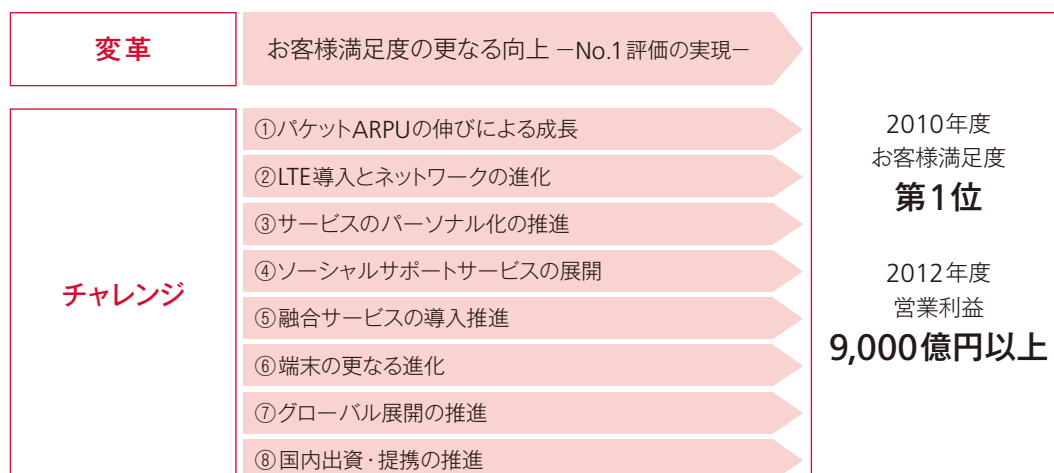 変革
お客様満足度の更なる向上 －No.1評価の実現－
チャレンジ
①パケットARPUの伸びによる成長
②LTE導入とネットワークの進化
③サービスのパーソナル化の推進
④ソーシャルサポートサービスの展開
⑤融合サービスの導入推進
⑥端末の更なる進化
⑦グローバル展開の推進
⑧国内出資・提携の推進
2010年度
お客様満足度
第1位
2012年度
営業利益
9,000億円以上